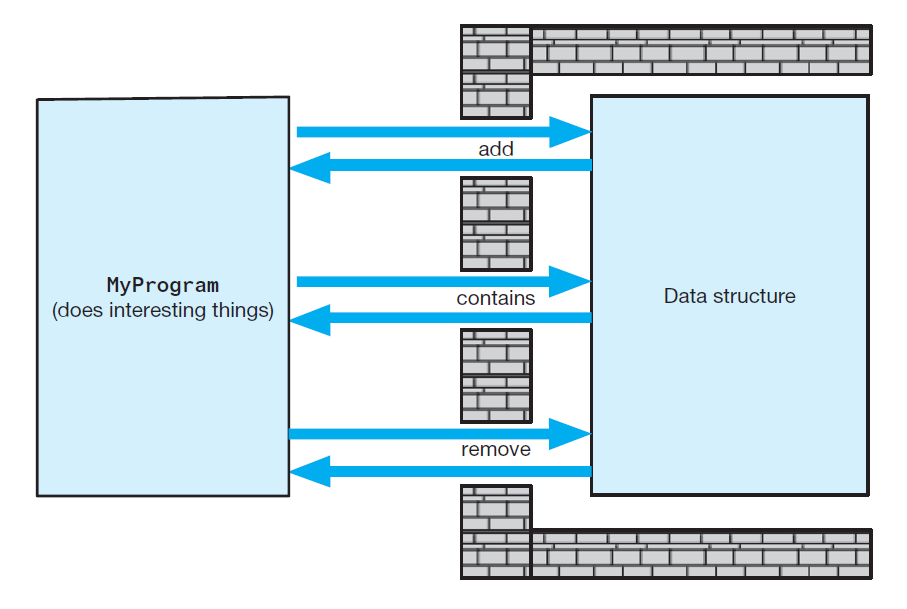 add
MyProgram
(does interesting things)
contains
Data structure
remove